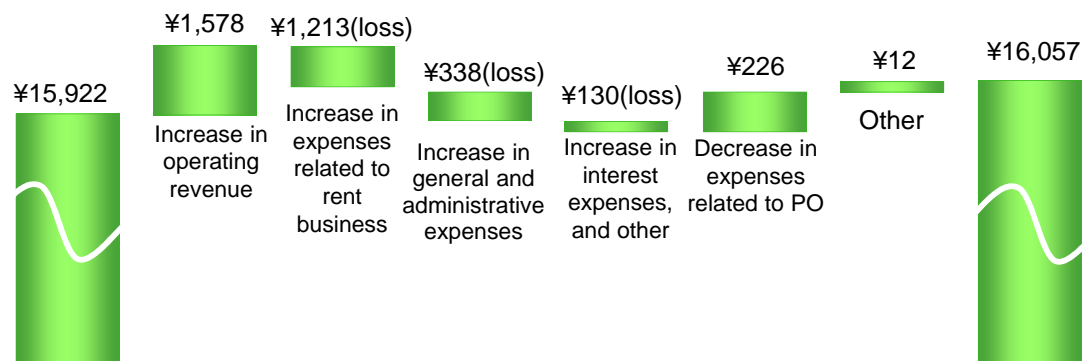 ¥15,922
¥1,578
Increase in
operating
revenue
¥1,213(loss)
Increase in
expenses
related to
rent
business
¥338(loss)
Increase in
general and
administrative
expenses
¥130(loss)
Increase in
interest
expenses,
and other
¥226
Decrease in
expenses
related to PO
¥12
Other
¥16,057